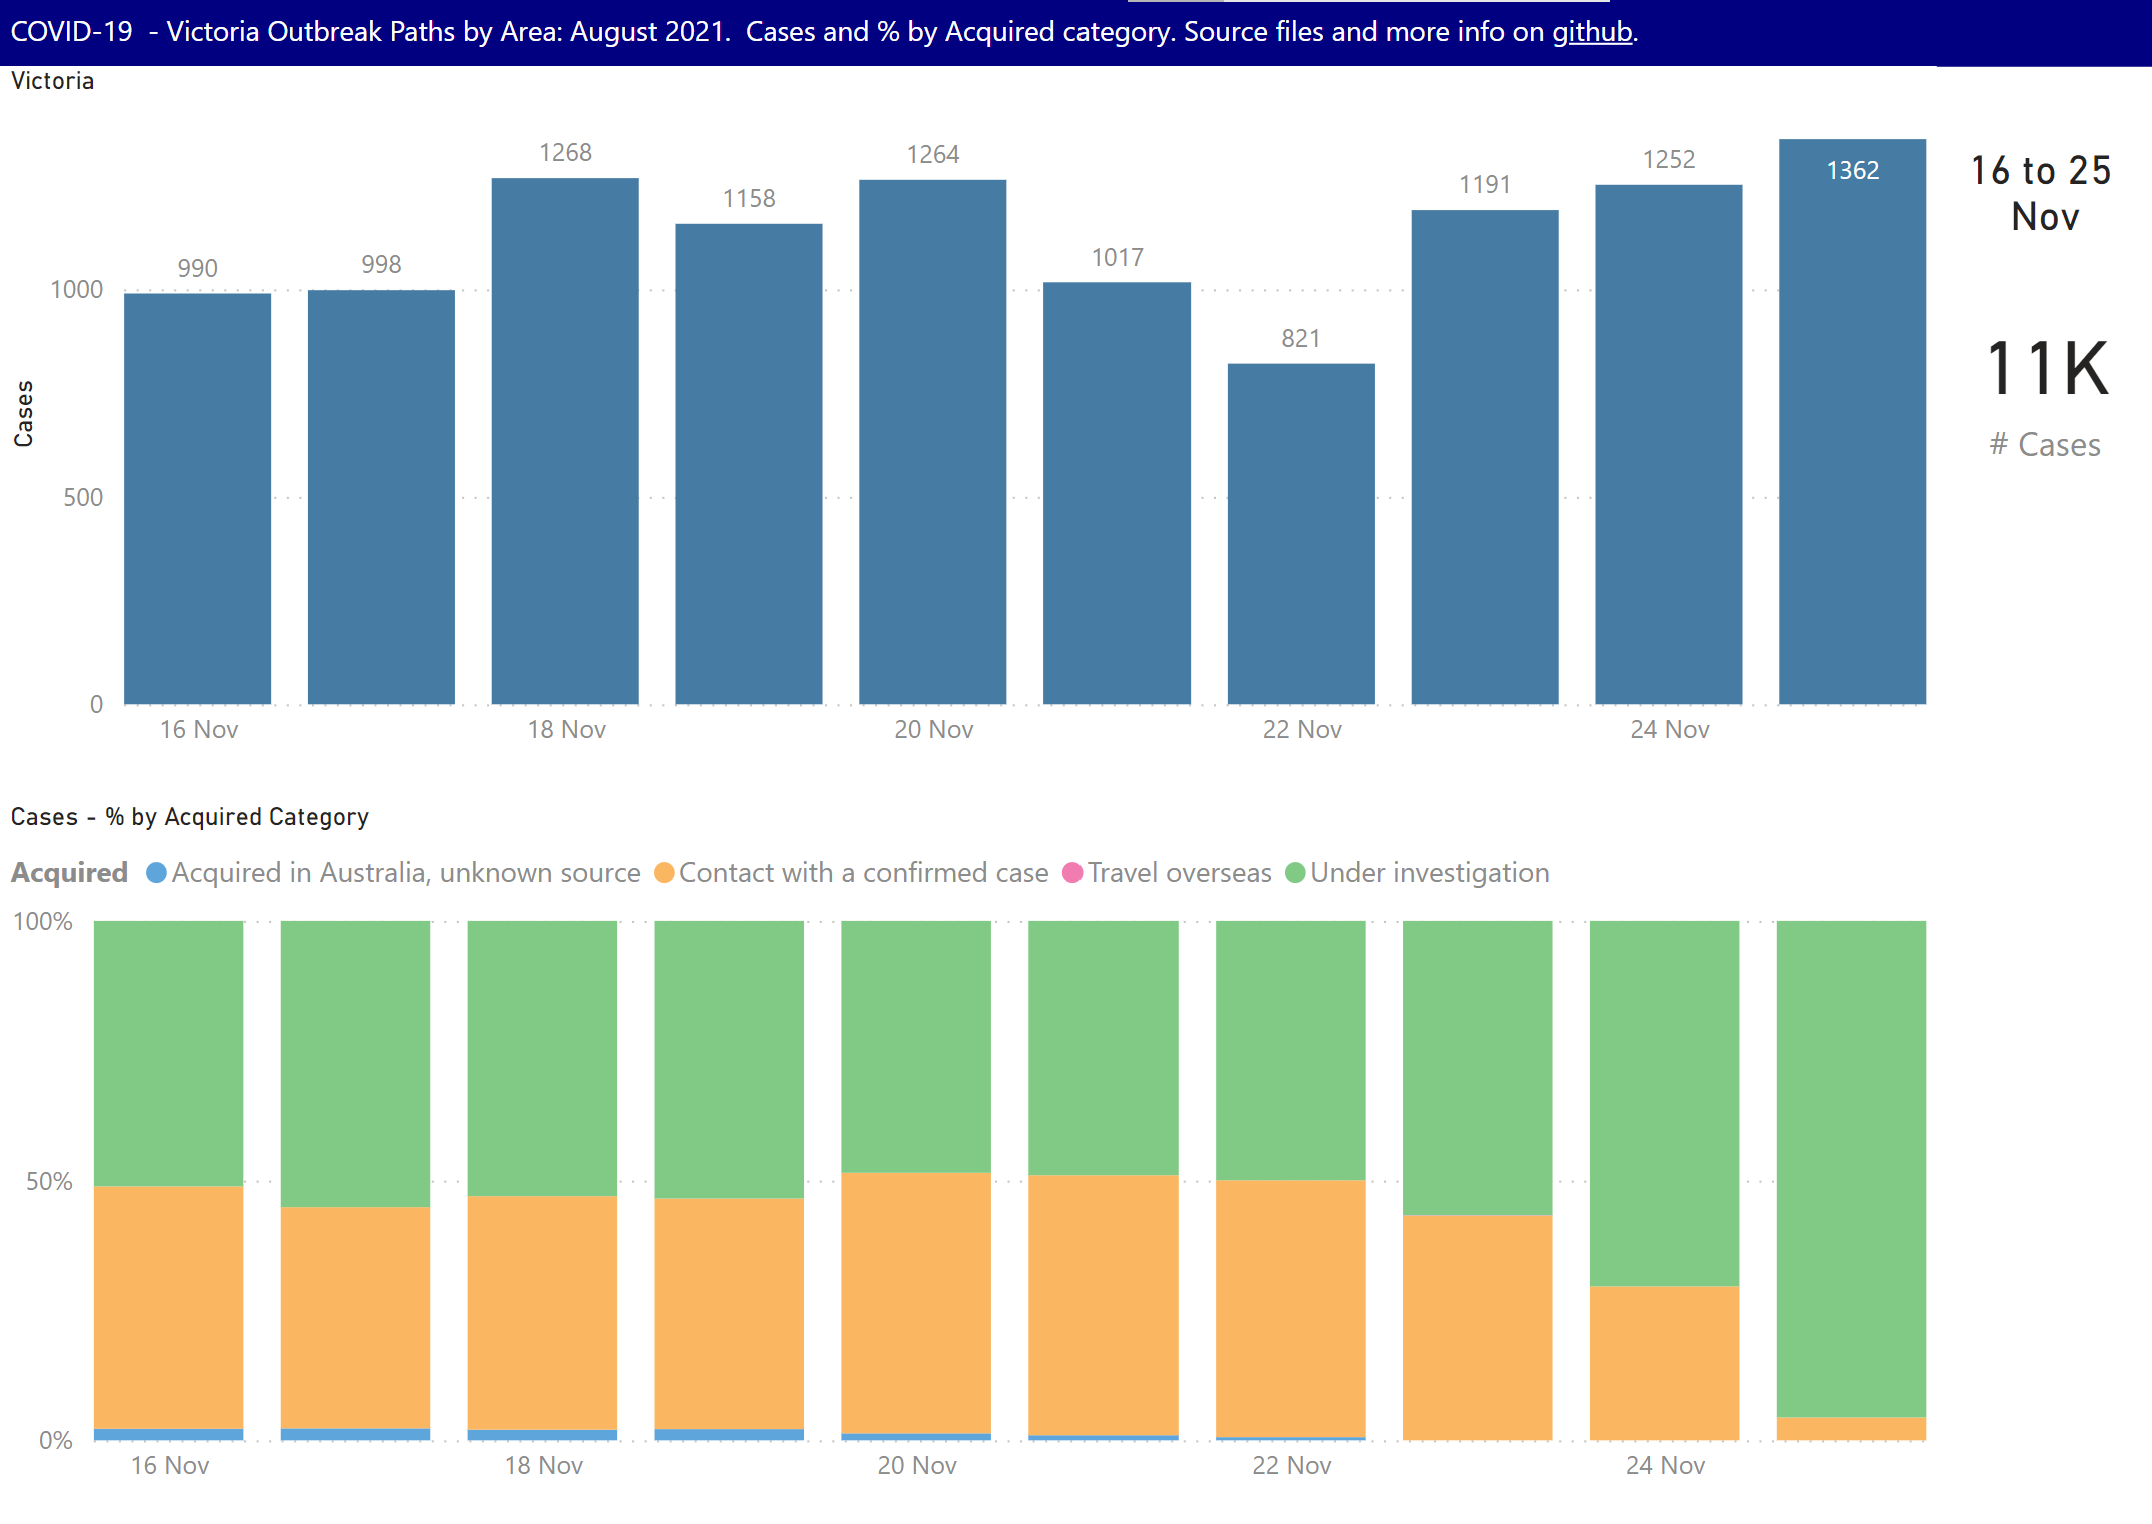 COVID-19  - Victoria Outbreak Paths by Area: August 2021.  Cases and % by Acquired category. Source files and more info on github.
Victoria
Cases
1000
500
0
990
998
1268
1158
1264
1017
821
1191
1252
1362
16 Nov
18 Nov
20 Nov
22 Nov
24 Nov
16 to 25
Nov
11K
# Cases
Cases - % by Acquired Category
Acquired Acquired in Australia, unknown source Contact with a confirmed case Travel overseas Under investigation
100%
50%
0%
16 Nov
18 Nov
20 Nov
22 Nov
24 Nov